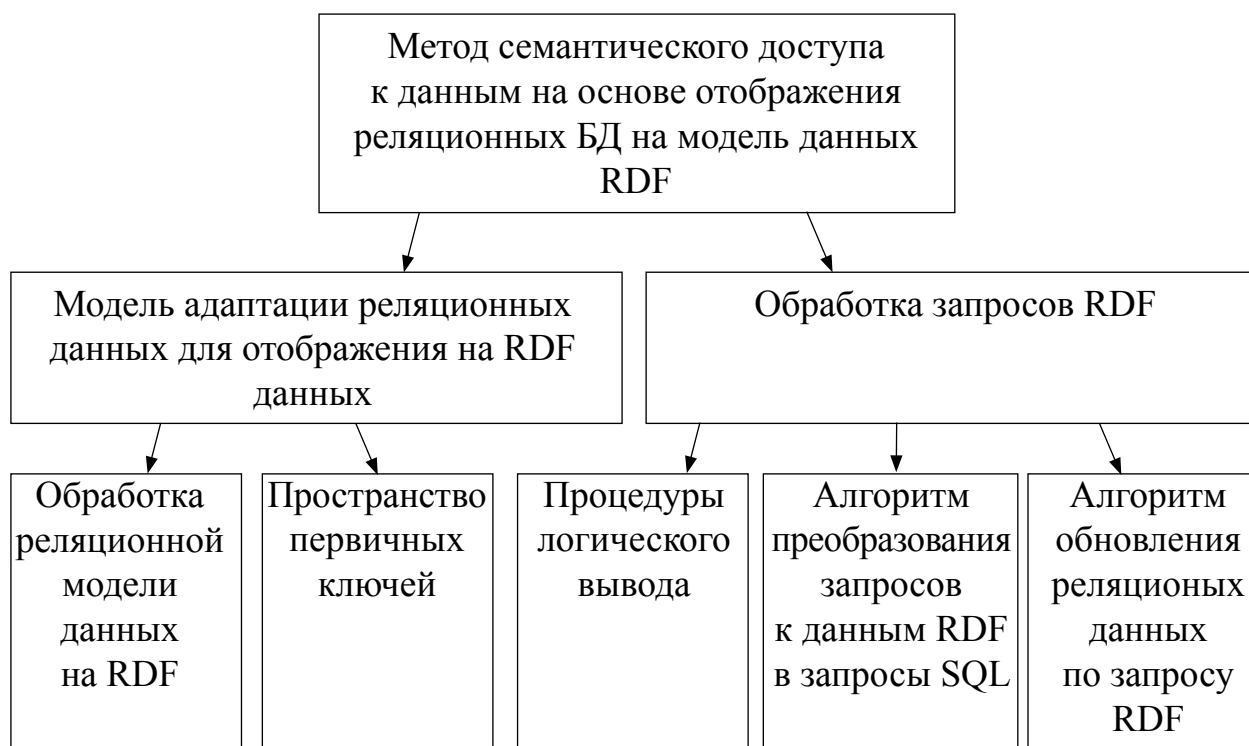 Метод семантического доступа
к данным на основе отображения
реляционных БД на модель данных
RDF
Модель адаптации реляционных
данных для отображения на RDF
данных
Обработка запросов RDF
Обработка
реляционной
модели
данных
на RDF
Пространство
первичных
ключей
Процедуры
логического
вывода
Алгоритм
преобразования
запросов
к данным RDF
в запросы SQL
Алгоритм
обновления
реляционых
данных
по запросу
RDF